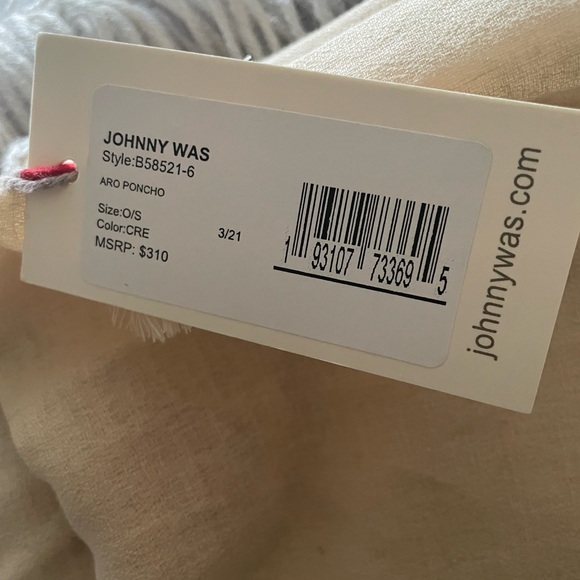 JOHNNY WAS
Style:B58521-6
ARO PONCHO
Size:O/S
Color:CRE
3/21
MSRP: $310
1 93107 73369 5
johnnywas.com